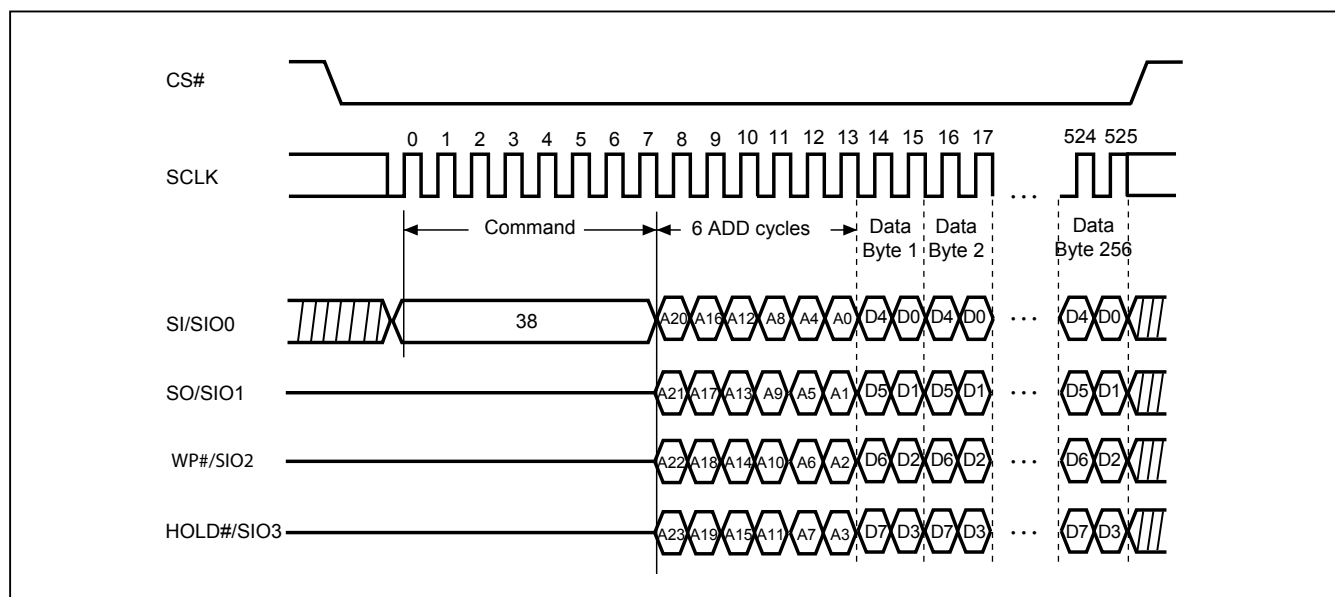 CS#
0 1 2 3 4 5 6 7 8 9 10 11 12 13 14 15 16 17 524 525
SCLK
...
Command 6 ADD cycles Data Byte 1 Data Byte 2 Data Byte 256
SI/SIO0 38 A20 A16 A12 A8 A4 A0 D4 D0 D4 D0 ... D4 D0
SO/SIO1 A21 A17 A13 A9 A5 A1 D5 D1 D5 D1 ... D5 D1
WP#/SIO2 A22 A18 A14 A10 A6 A2 D6 D2 D6 D2 ... D6 D2
HOLD#/SIO3 A23 A19 A15 A11 A7 A3 D7 D3 D7 D3 ... D7 D3